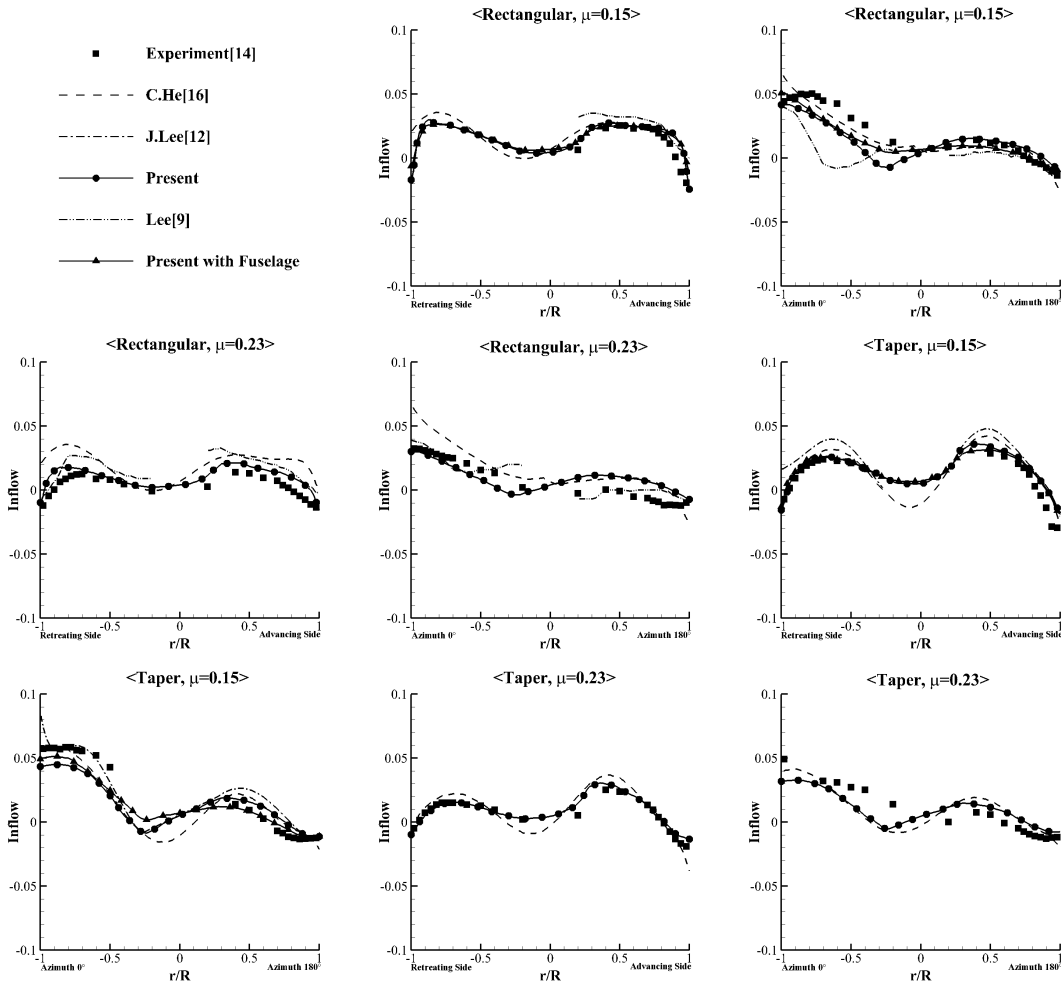 Experiment[14]
C.He[16]
J.Lee[12]
Present
Lee[9]
Present with Fuselage
<Rectangular, μ=0.15>
Inflow
0.1
0.05
0
0.05
-0.1
-1
-0.5
0
0.5
1
Retreating Side
r/R
Advancing Side
<Rectangular, μ=0.15>
Inflow
0.1
0.05
0
0.05
-0.1
-1
-0.5
0
0.5
1
Azimuth 0°
r/R
Azimuth 180°
<Rectangular, μ=0.23>
Inflow
0.1
0.05
0
0.05
-0.1
-1
-0.5
0
0.5
1
Retreating Side
r/R
Advancing Side
<Rectangular, μ=0.23>
Inflow
0.1
0.05
0
0.05
-0.1
-1
-0.5
0
0.5
1
Azimuth 0°
r/R
Azimuth 180°
<Taper, μ=0.15>
Inflow
0.1
0.05
0
0.05
-0.1
-1
-0.5
0
0.5
1
Retreating Side
r/R
Advancing Side
<Taper, μ=0.15>
Inflow
0.1
0.05
0
0.05
-0.1
-1
-0.5
0
0.5
1
Azimuth 0°
r/R
Azimuth 180°
<Taper, μ=0.23>
Inflow
0.1
0.05
0
0.05
-0.1
-1
-0.5
0
0.5
1
Retreating Side
r/R
Advancing Side
<Taper, μ=0.23>
Inflow
0.1
0.05
0
0.05
-0.1
-1
-0.5
0
0.5
1
Azimuth 0°
r/R
Azimuth 180°